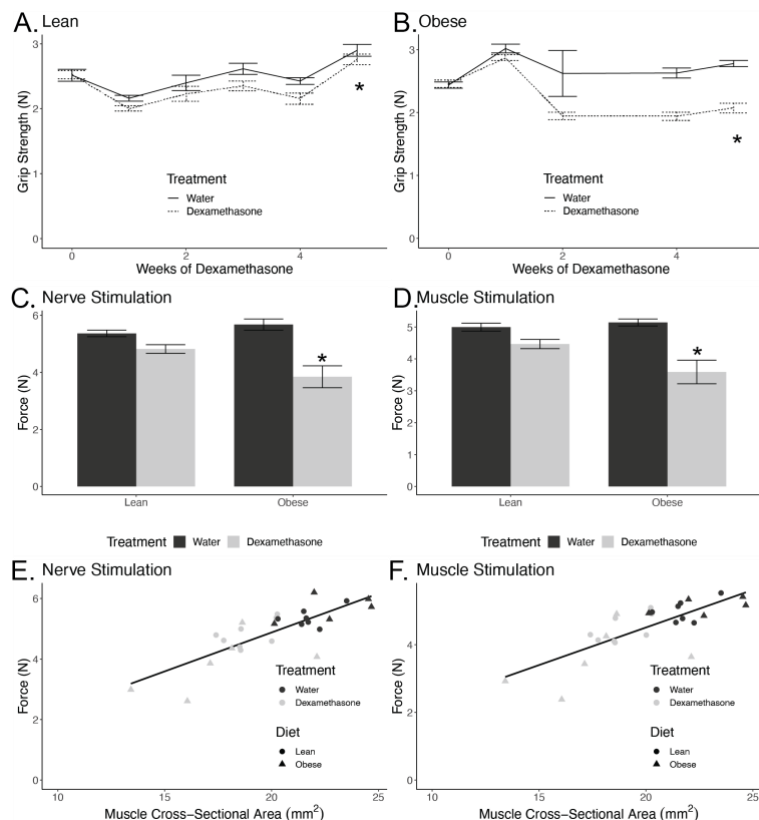 A. Lean
Grip Strength (N)
3
2
1
0
*
Treatment
Water
Dexamethasone
0 2 4
Weeks of Dexamethasone
B. Obese
Grip Strength (N)
3
2
1
0
*
Treatment
Water
Dexamethasone
0 2 4
Weeks of Dexamethasone
C. Nerve Stimulation
Force (N)
6
4
2
0
*
Lean Obese
Treatment Water Dexamethasone
D. Muscle Stimulation
Force (N)
5
4
3
2
1
0
*
Lean Obese
Treatment Water Dexamethasone
E. Nerve Stimulation
Force (N)
6
4
2
0
Treatment
Water
Dexamethasone
Diet
Lean
Obese
10 15 20 25
Muscle Cross-Sectional Area (mm²)
F. Muscle Stimulation
Force (N)
4
2
0
Treatment
Water
Dexamethasone
Diet
Lean
Obese
10 15 20 25
Muscle Cross-Sectional Area (mm²)